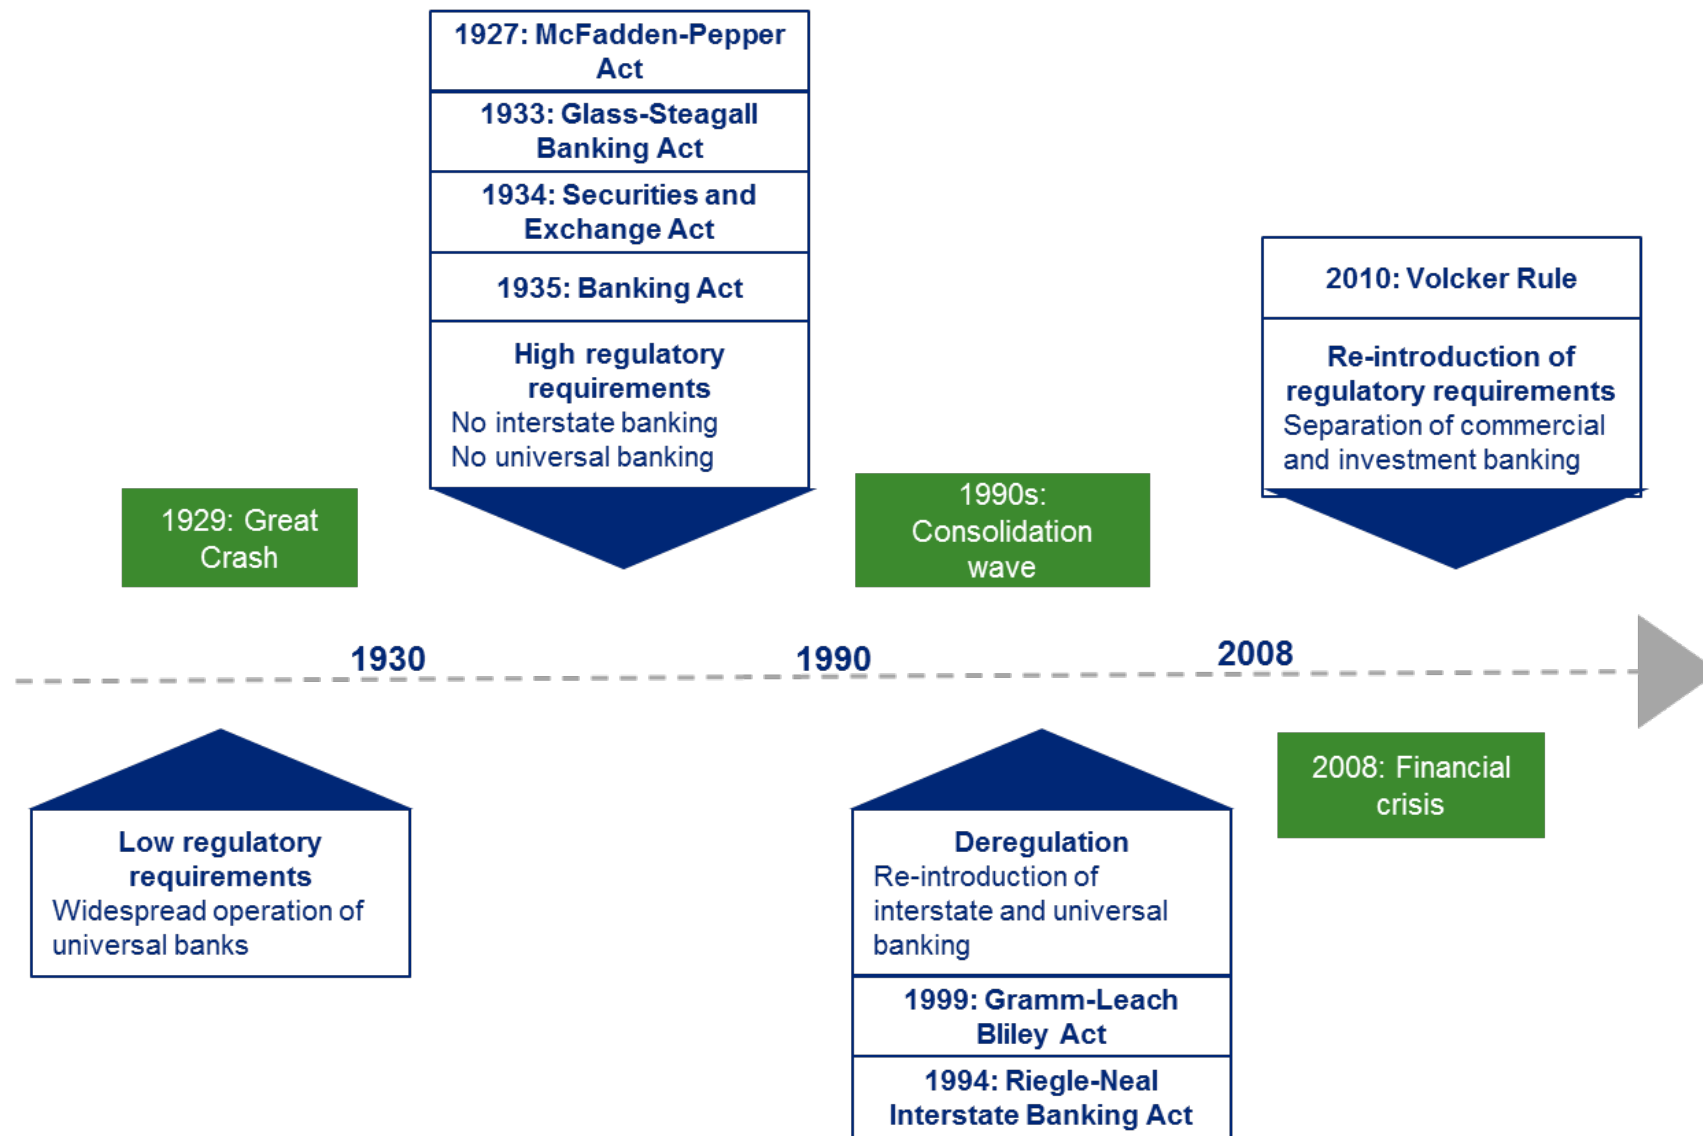 1927: McFadden-Pepper
Act
1933: Glass-Steagall
Banking Act
1934: Securities and
Exchange Act
1935: Banking Act
High regulatory
requirements
No interstate banking
No universal banking
2010: Volcker Rule
Re-introduction of
regulatory requirements
Separation of commercial
and investment banking
1929: Great
Crash
1990s:
Consolidation
wave
1930
1990
2008
Low regulatory
requirements
Widespread operation of
universal banks
Deregulation
Re-introduction of
interstate and universal
banking
1999: Gramm-Leach
Bliley Act
1994: Riegle-Neal
Interstate Banking Act
2008: Financial
crisis